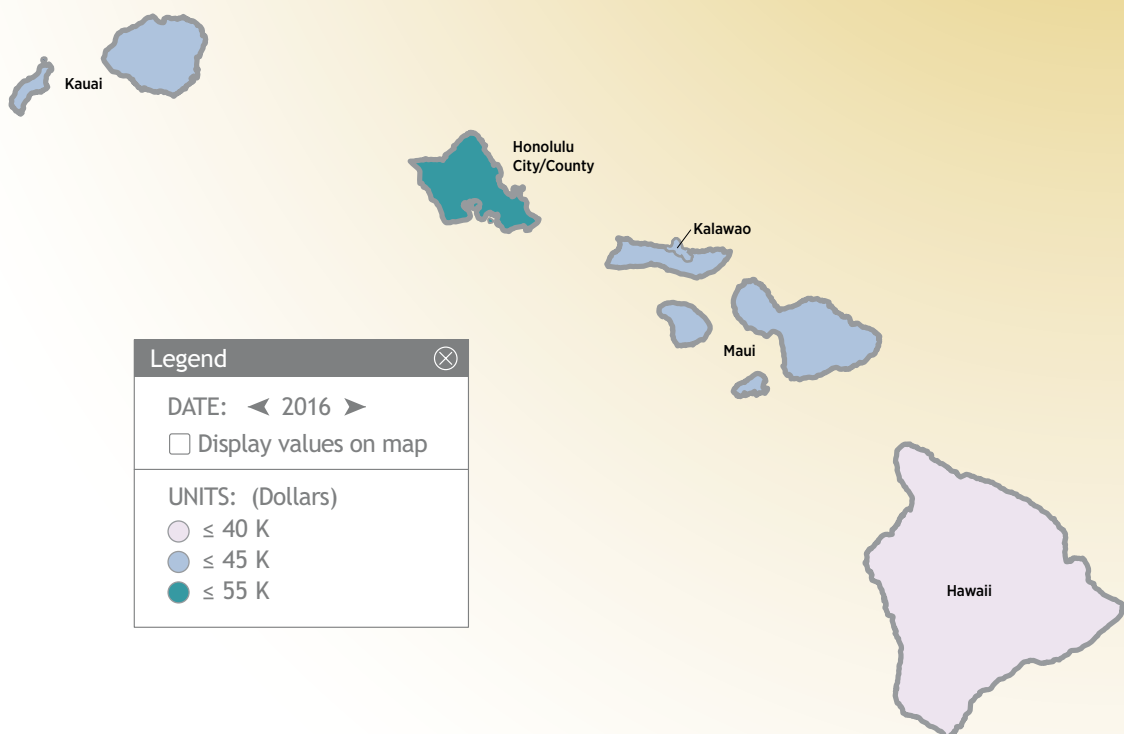 Kauai
Honolulu
City/County
Kalawao
Maui
Hawaii
Legend
DATE: ◄ 2016 ►
Display values on map
UNITS: (Dollars)
≤ 40 K
≤ 45 K
≤ 55 K